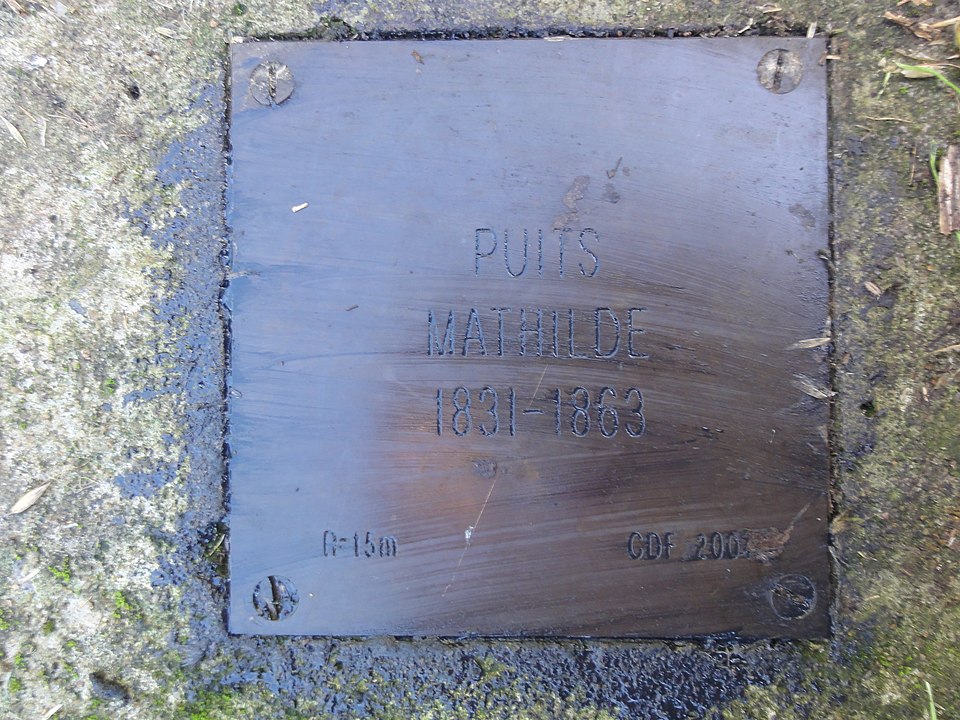 PUITS
MATHILDE
1831-1863
R=15m CDF